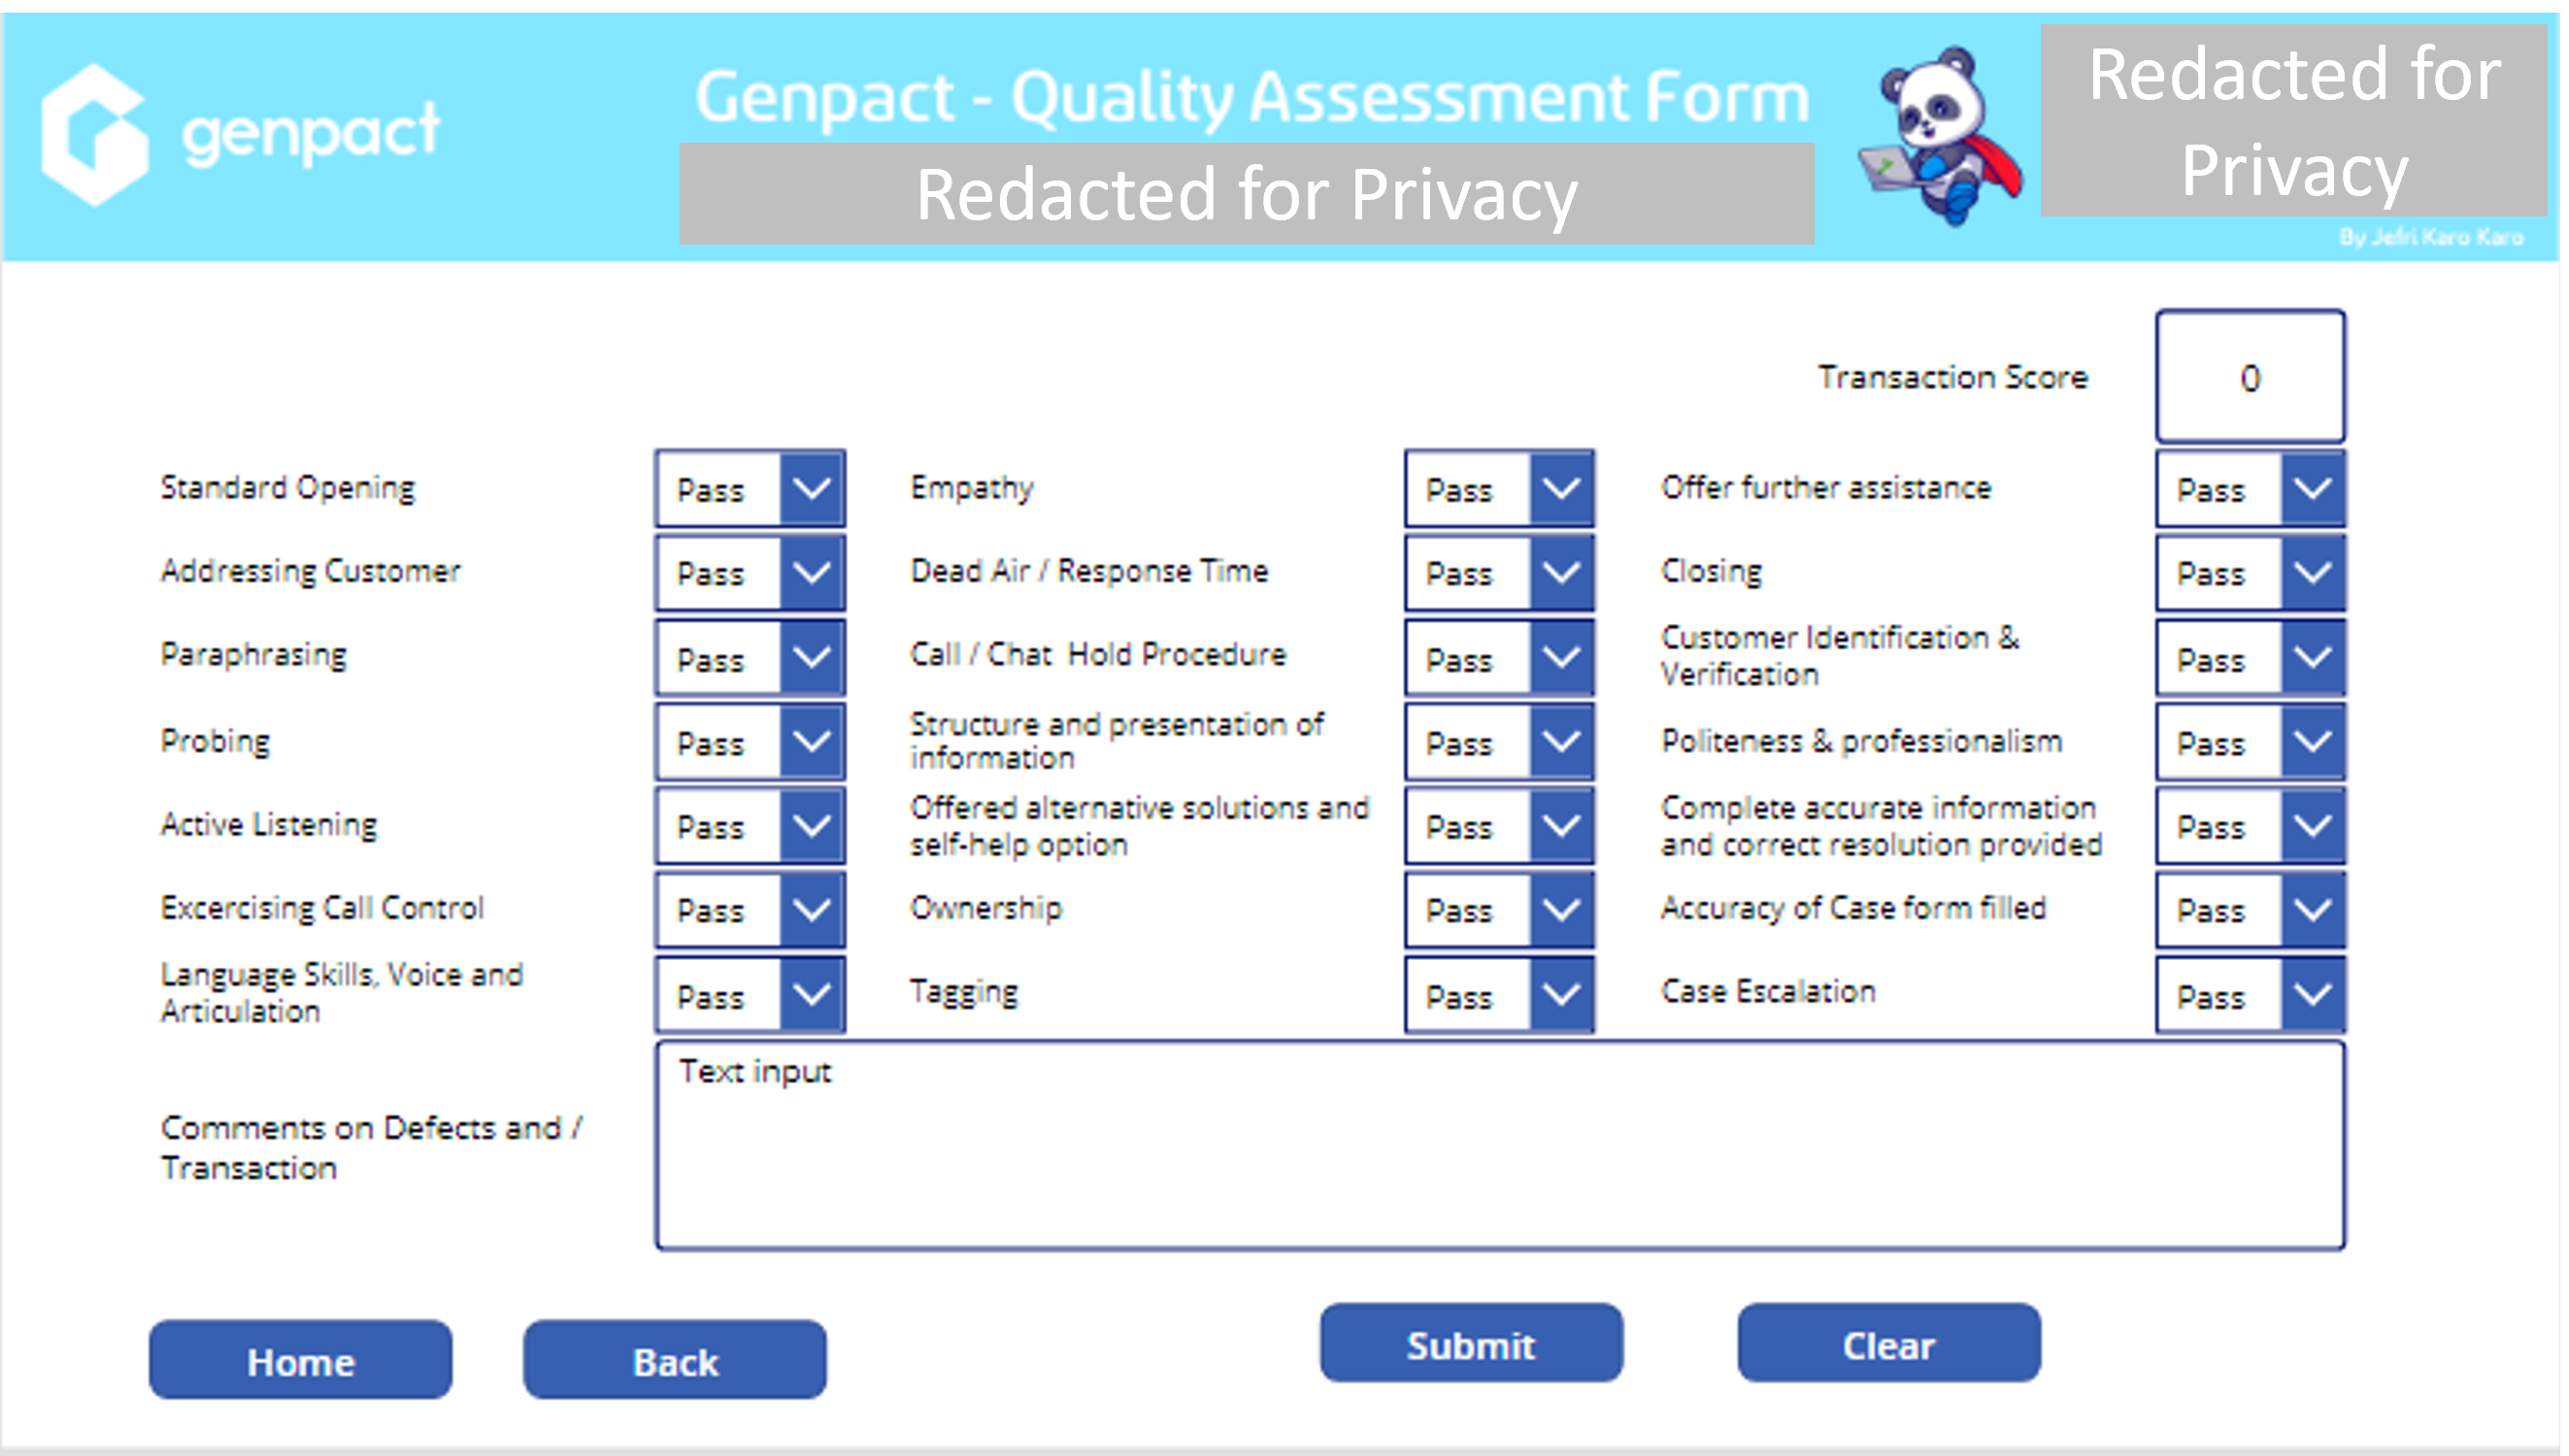 genpact
Genpact - Quality Assessment Form
Redacted for Privacy
Redacted for
Privacy
By Jefri Karo Karo
Transaction Score
0
Standard Opening
Pass
Empathy
Pass
Offer further assistance
Pass
Addressing Customer
Pass
Dead Air / Response Time
Pass
Closing
Pass
Paraphrasing
Pass
Call / Chat  Hold Procedure
Pass
Customer Identification &
Verification
Pass
Probing
Pass
Structure and presentation of
information
Pass
Politeness & professionalism
Pass
Active Listening
Pass
Offered alternative solutions and
self-help option
Pass
Complete accurate information
and correct resolution provided
Pass
Excercising Call Control
Pass
Ownership
Pass
Accuracy of Case form filled
Pass
Language Skills, Voice and
Articulation
Pass
Tagging
Pass
Case Escalation
Pass
Comments on Defects and /
Transaction
Text input
Home
Back
Submit
Clear